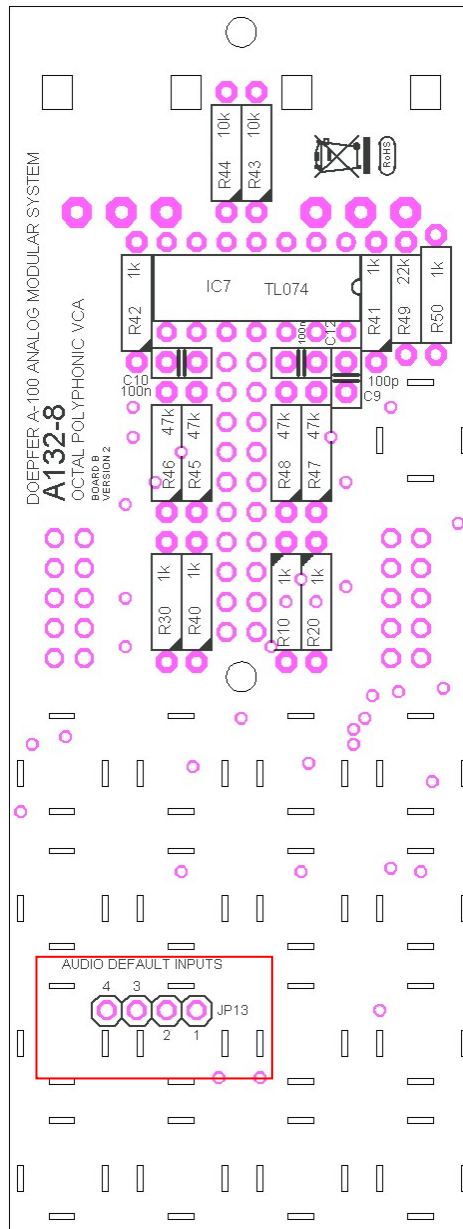 10k
10k
R44
R43
RoHS
DOEPFER A-100 ANALOG MODULAR SYSTEM
A132-8
OCTAL POLYPHONIC VCA
BOARD B
VERSION 2
1k
R42
IC7 TL074
1k
R41
22k
R49
1k
R50
C10
100n
100n
C12
100p
C9
47k
R46
47k
R45
47k
R48
47k
R47
1k
R30
1k
R40
1k
R10
1k
R20
AUDIO DEFAULT INPUTS
4 3
JP13
2 1